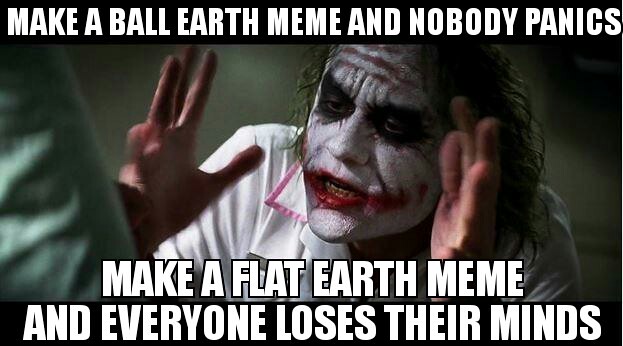 MAKE A BALL EARTH MEME AND NOBODY PANICS
MAKE A FLAT EARTH MEME
AND EVERYONE LOSES THEIR MINDS